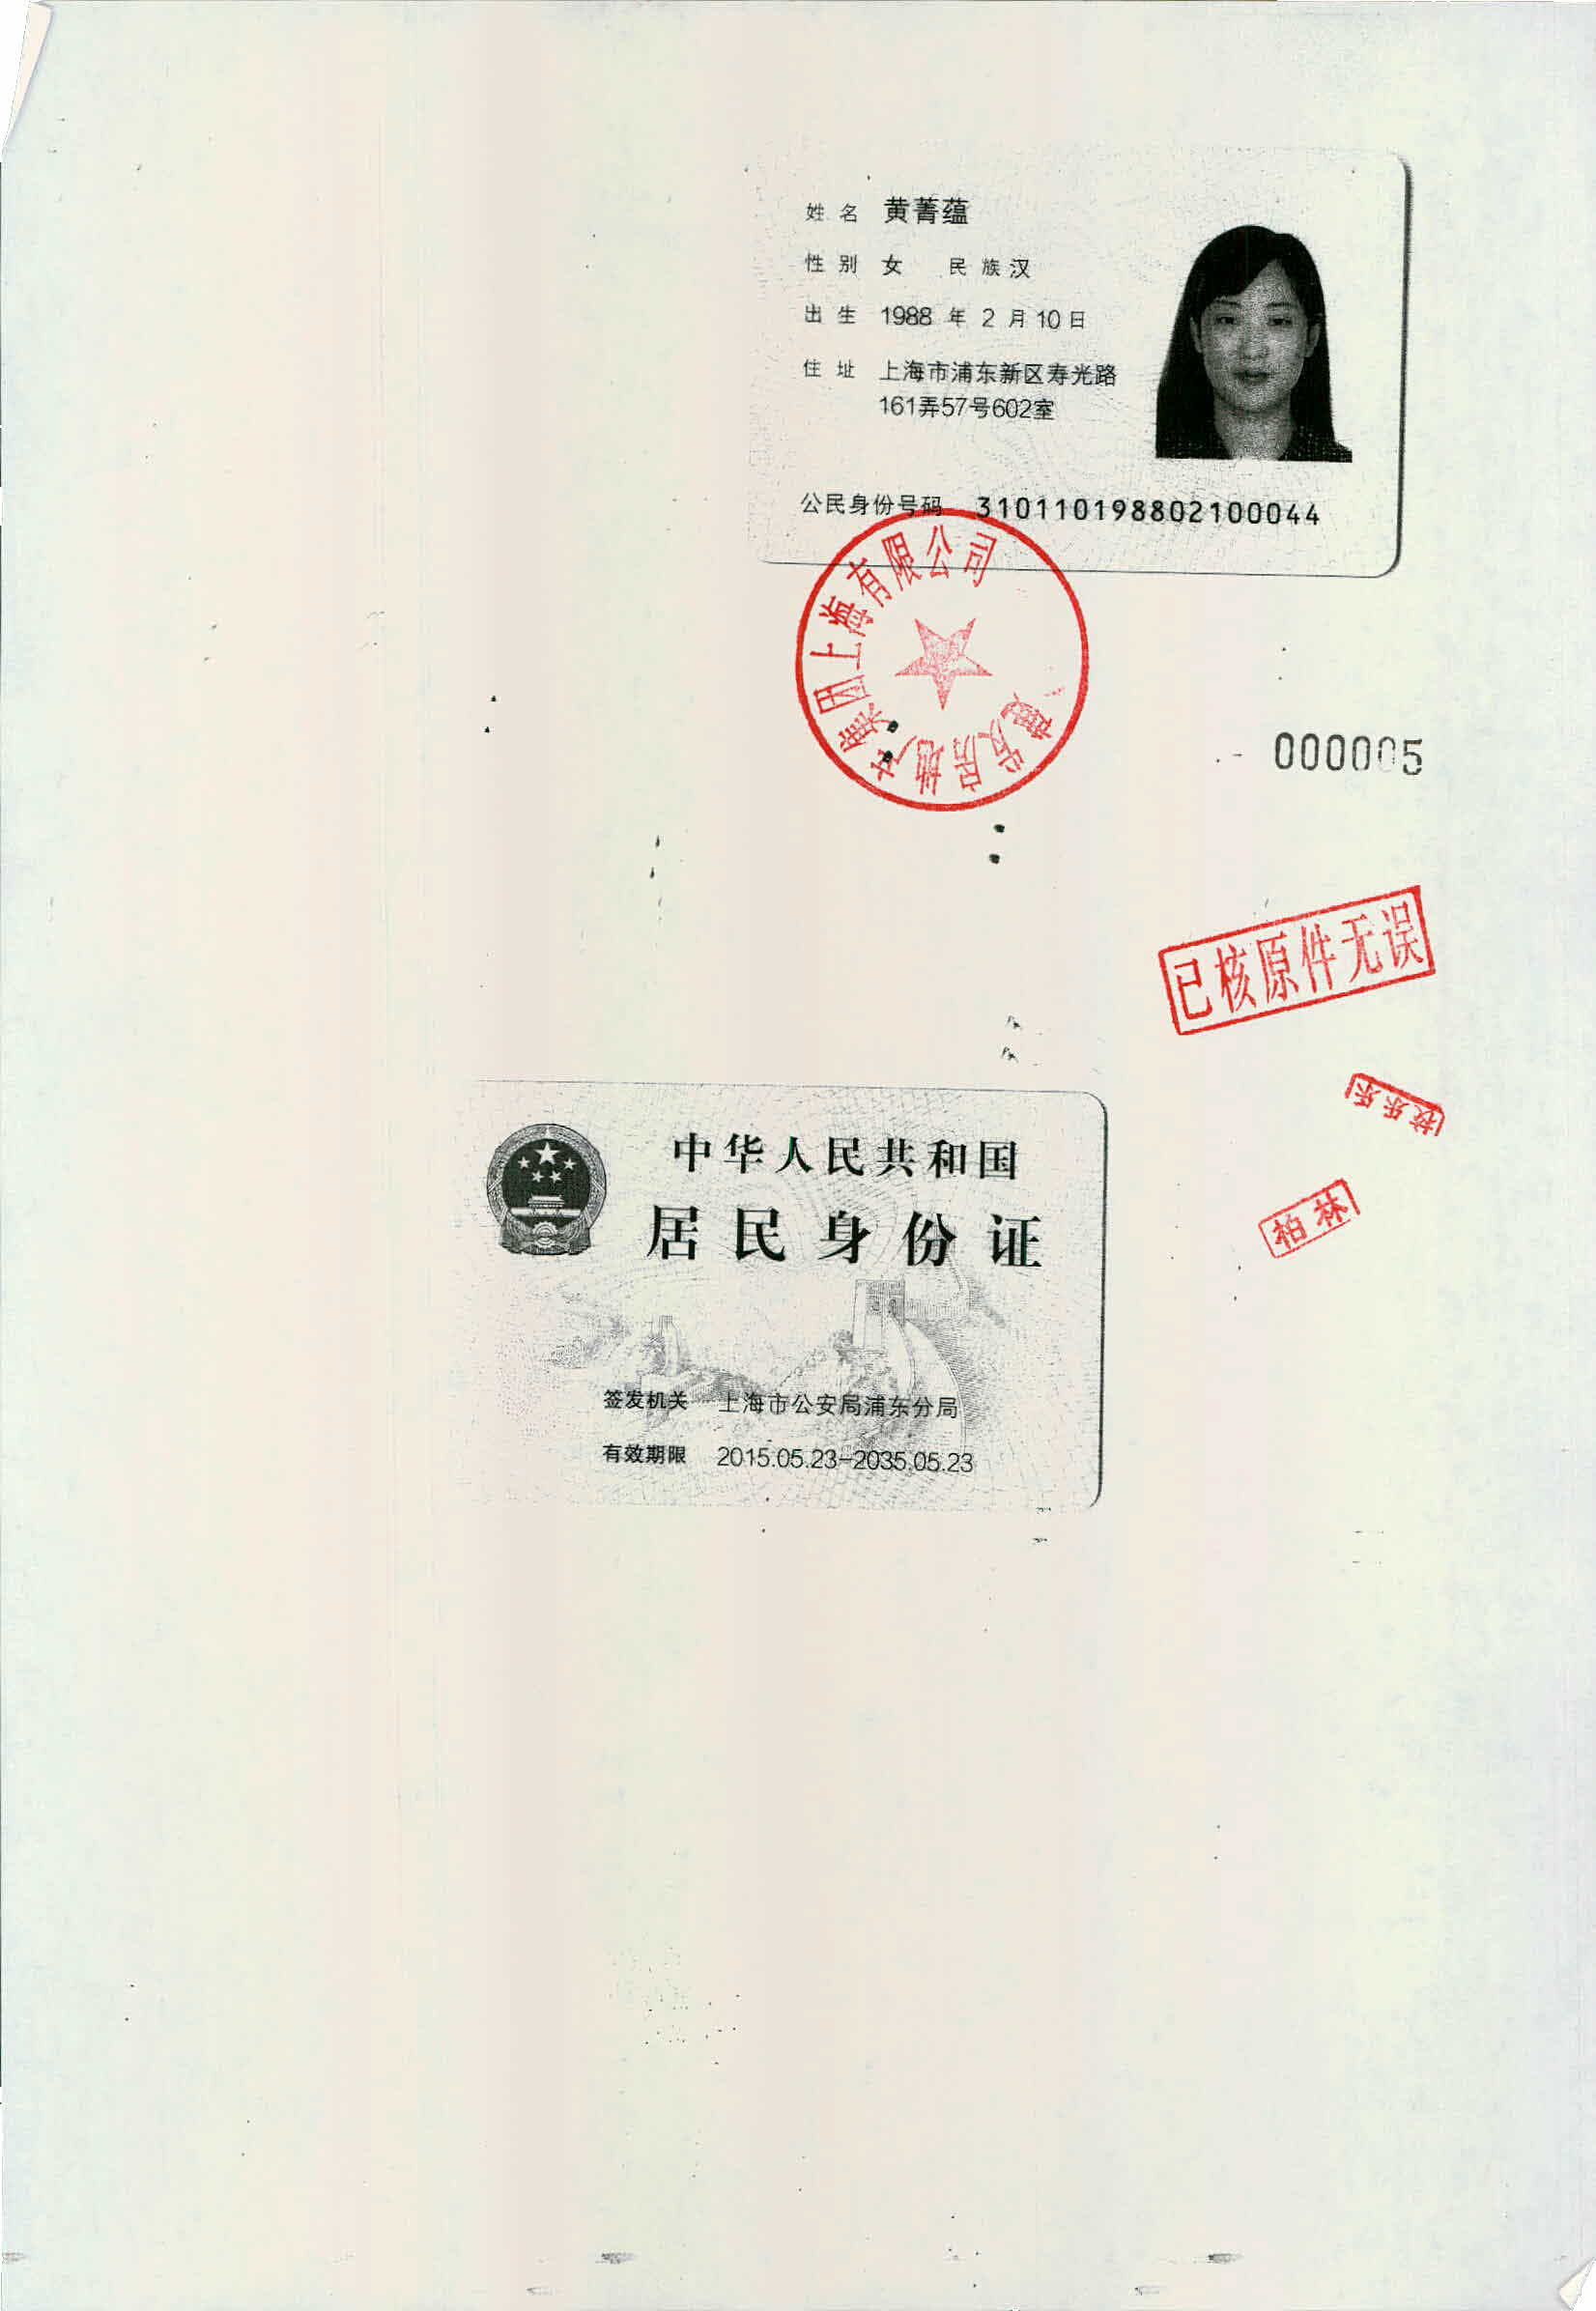 姓名 黄菁蕴
性别 女 民族汉
出生 1988 年 2 月 10 日
住址 上海市浦东新区寿光路
161弄57号602室
公民身份号码 310110198802100044
建发房地产集团上海有限公司
000005
已核原件无误
中华人民共和国
柏林
居民身份证
签发机关 上海市公安局浦东分局
有效期限 2015.05.23-2035.05.23